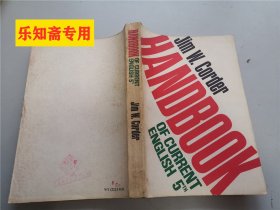 乐知斋专用
Jim W. Corder
HANDBOOK
OF CURRENT
ENGLISH 5TH
HANDBOOK
OF CURRENT
ENGLISH 5TH
Jim W. Corder